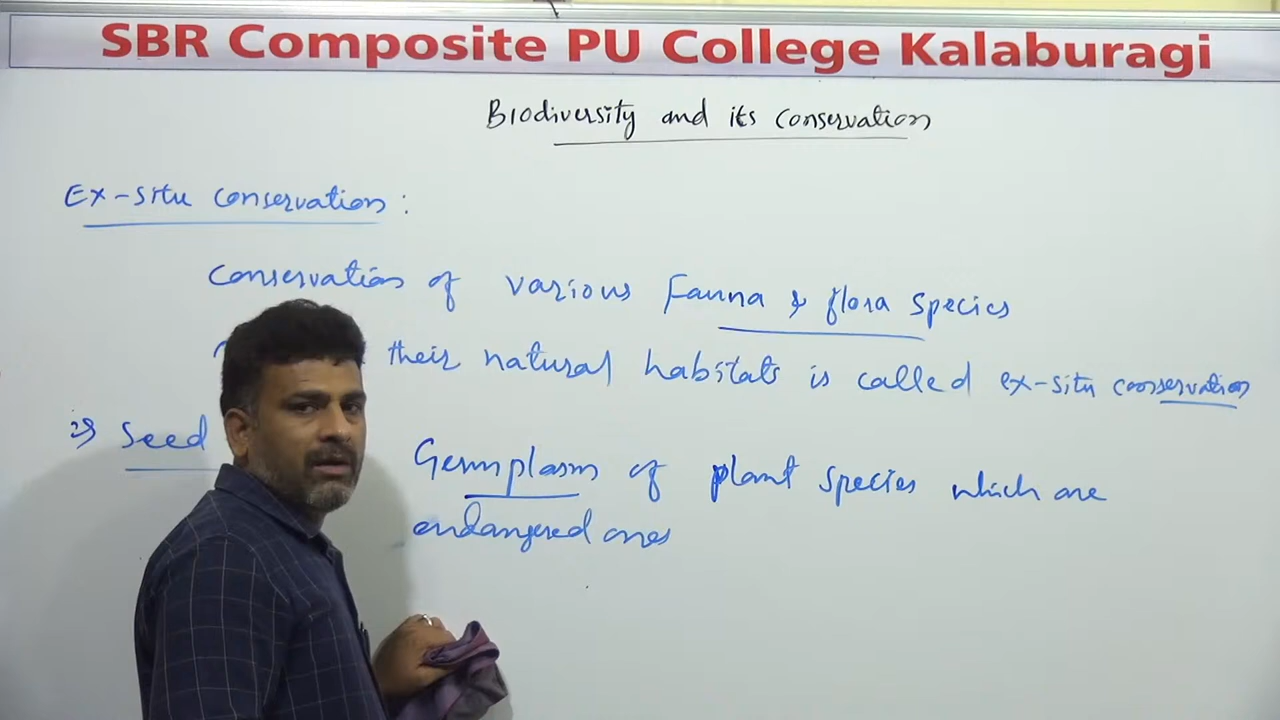 SBR Composite PU College Kalaburagi
Biodiversity and its conservation
Ex-situ conservation :
Conservation of various Fauna & flora species
their natural habitats is called ex-situ conservation
i) Seed
Germplasm of plant species which are
endangered ones